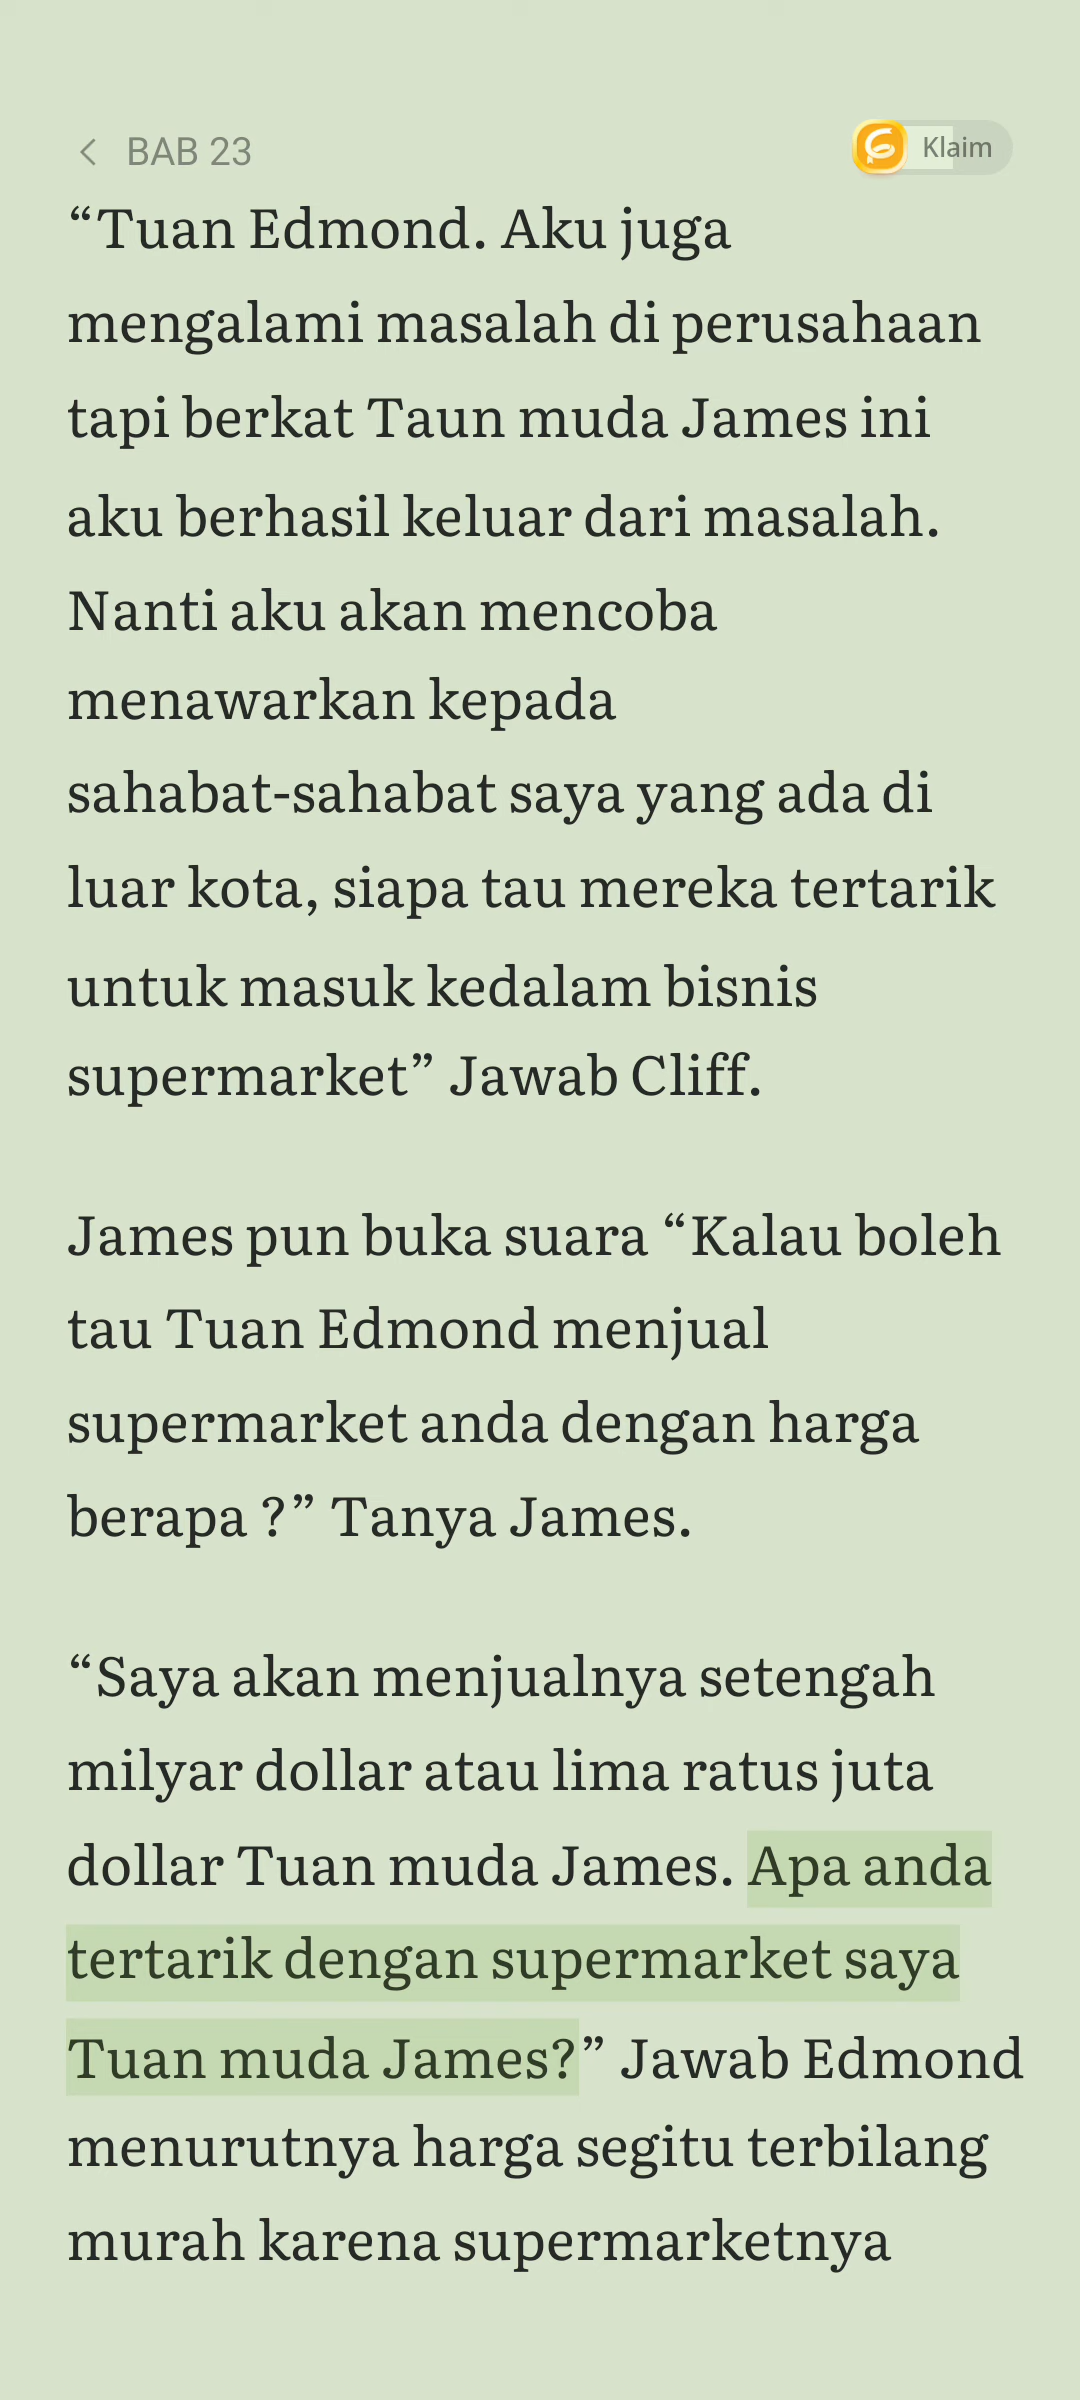 BAB 23
Klaim
“Tuan Edmond. Aku juga
mengalami masalah di perusahaan
tapi berkat Taun muda James ini
aku berhasil keluar dari masalah.
Nanti aku akan mencoba
menawarkan kepada
sahabat-sahabat saya yang ada di
luar kota, siapa tau mereka tertarik
untuk masuk kedalam bisnis
supermarket” Jawab Cliff.
James pun buka suara “Kalau boleh
tau Tuan Edmond menjual
supermarket anda dengan harga
berapa ?” Tanya James.
“Saya akan menjualnya setengah
milyar dollar atau lima ratus juta
dollar Tuan muda James. Apa anda
tertarik dengan supermarket saya
Tuan muda James?” Jawab Edmond
menurutnya harga segitu terbilang
murah karena supermarketnya